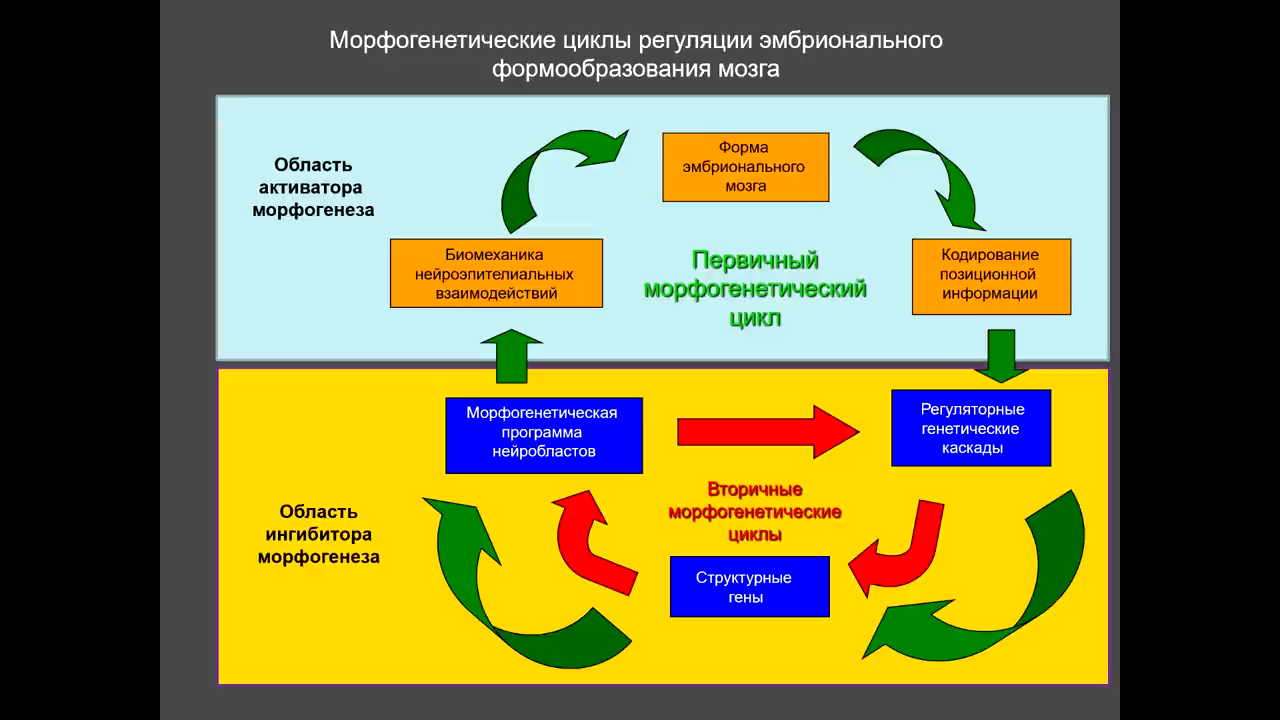 Морфогенетические циклы регуляции эмбрионального
формообразования мозга
Область
активатора
морфогенеза
Форма
эмбрионального
мозга
Биомеханика
нейроэпителиальных
взаимодействий
Первичный
морфогенетический
цикл
Кодирование
позиционной
информации
Морфогенетическая
программа
нейробластов
Регуляторные
генетические
каскады
Область
ингибитора
морфогенеза
Вторичные
морфогенетические
циклы
Структурные
гены